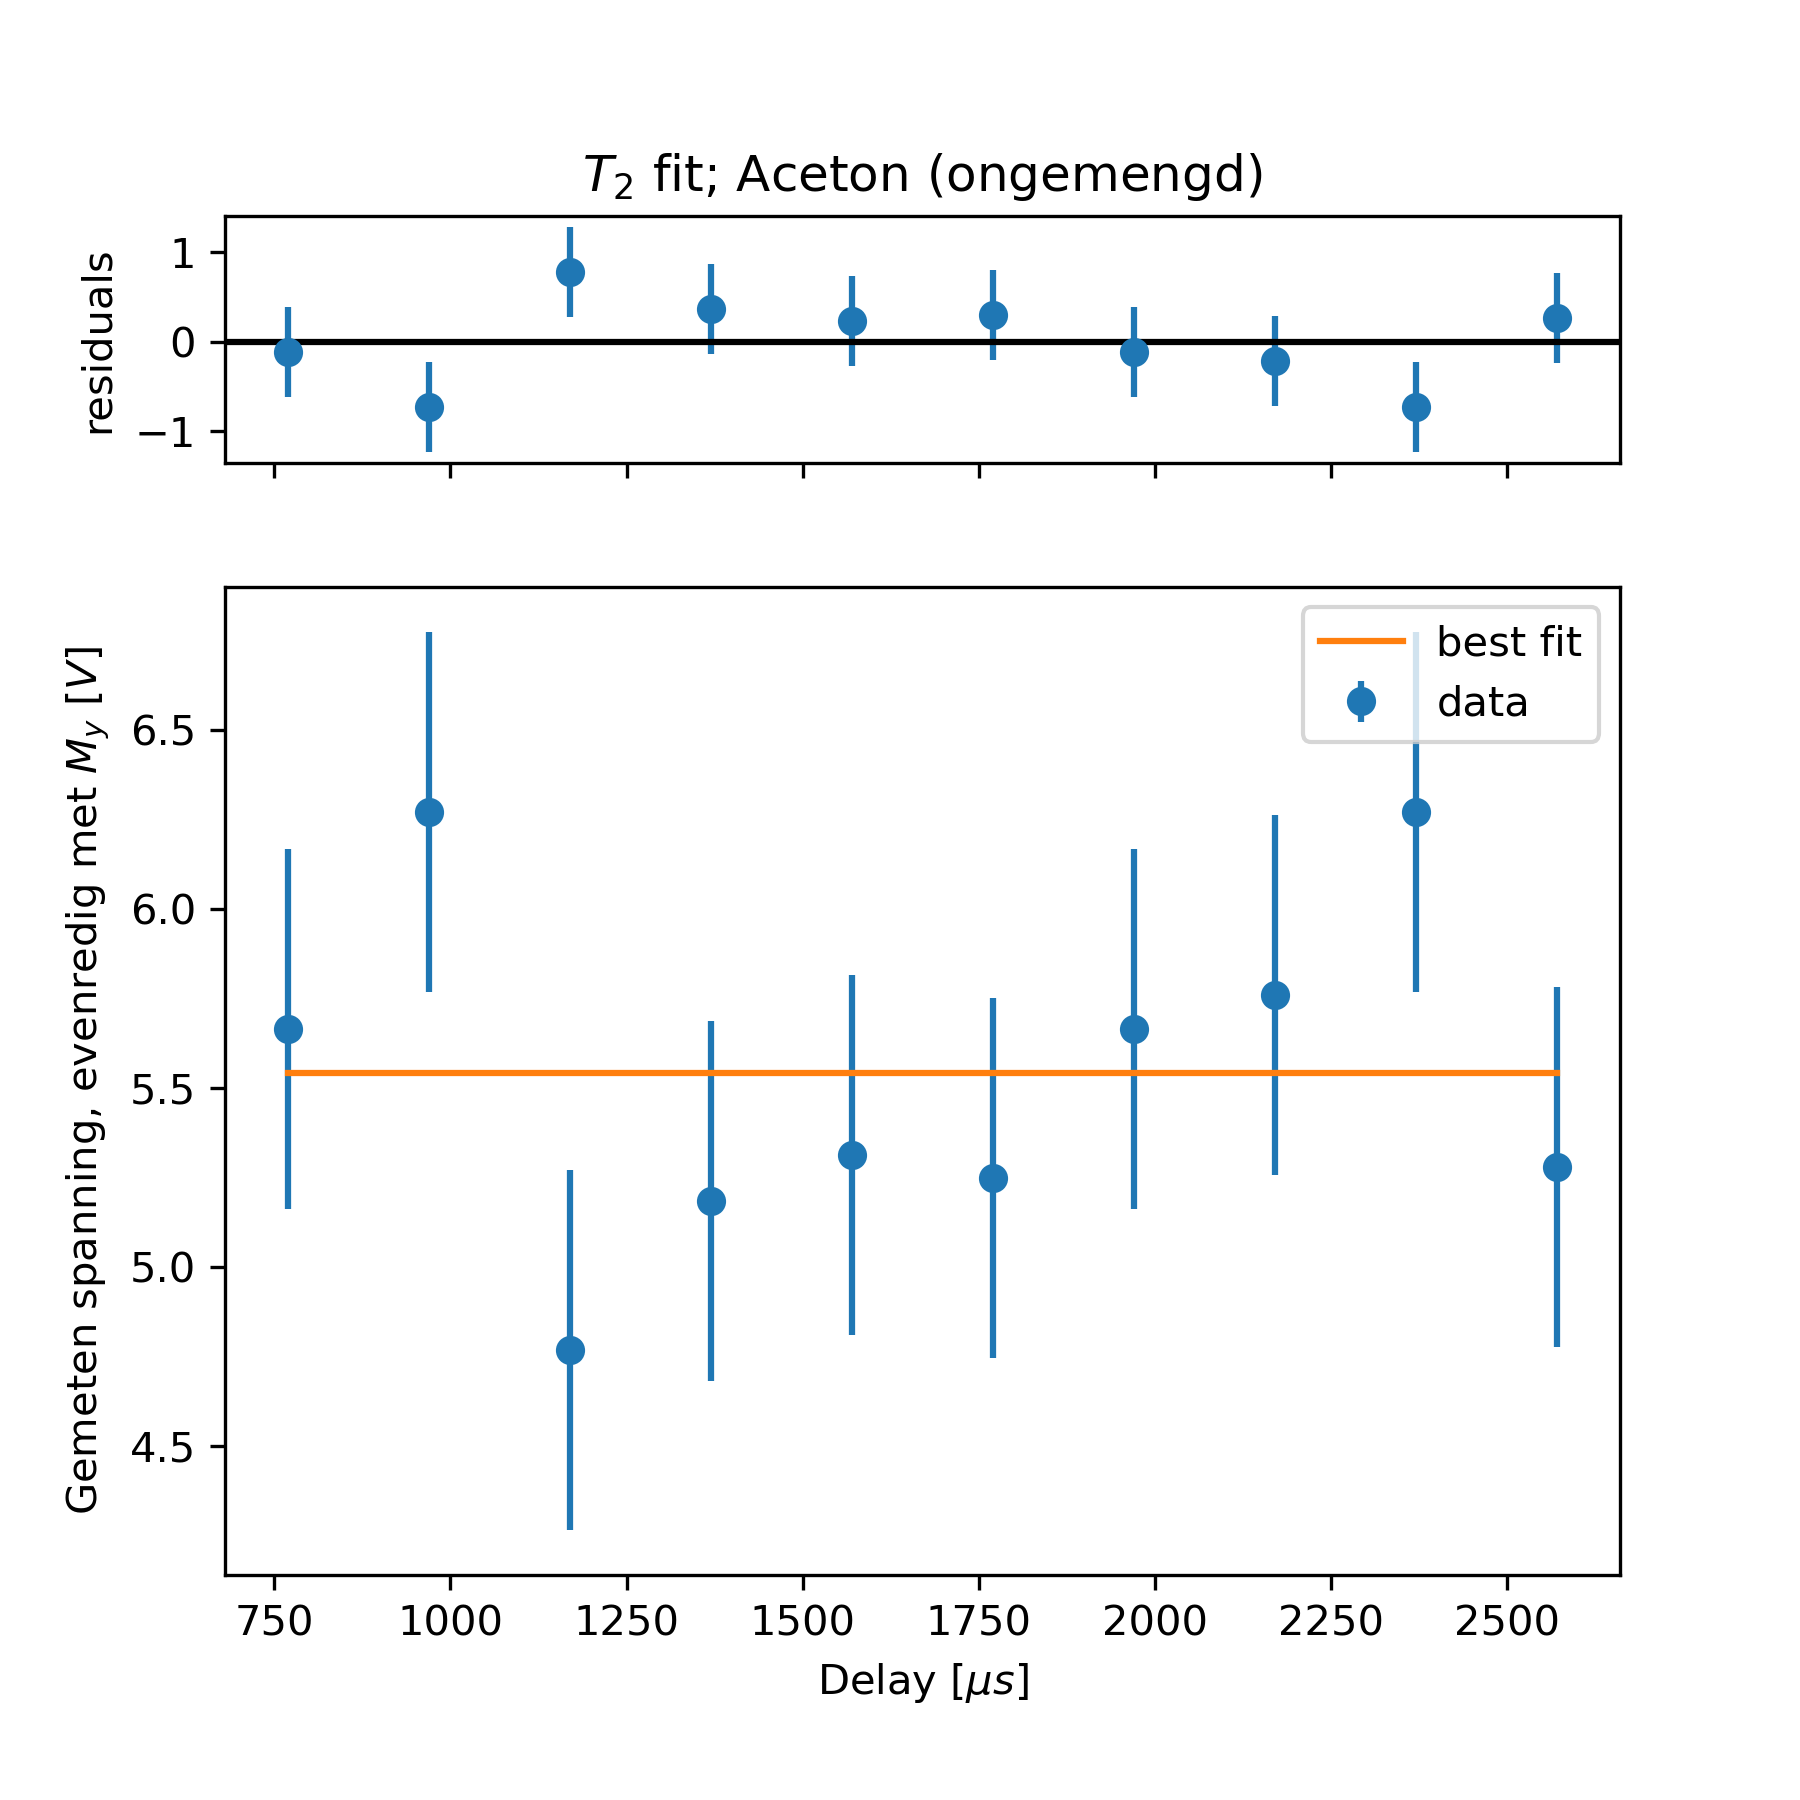 T₂ fit; Aceton (ongemengd)
residuals
1
0
−1
Gemeten spanning, evenredig met M_y [V]
6.5
6.0
5.5
5.0
4.5
best fit
data
750 1000 1250 1500 1750 2000 2250 2500
Delay [μs]